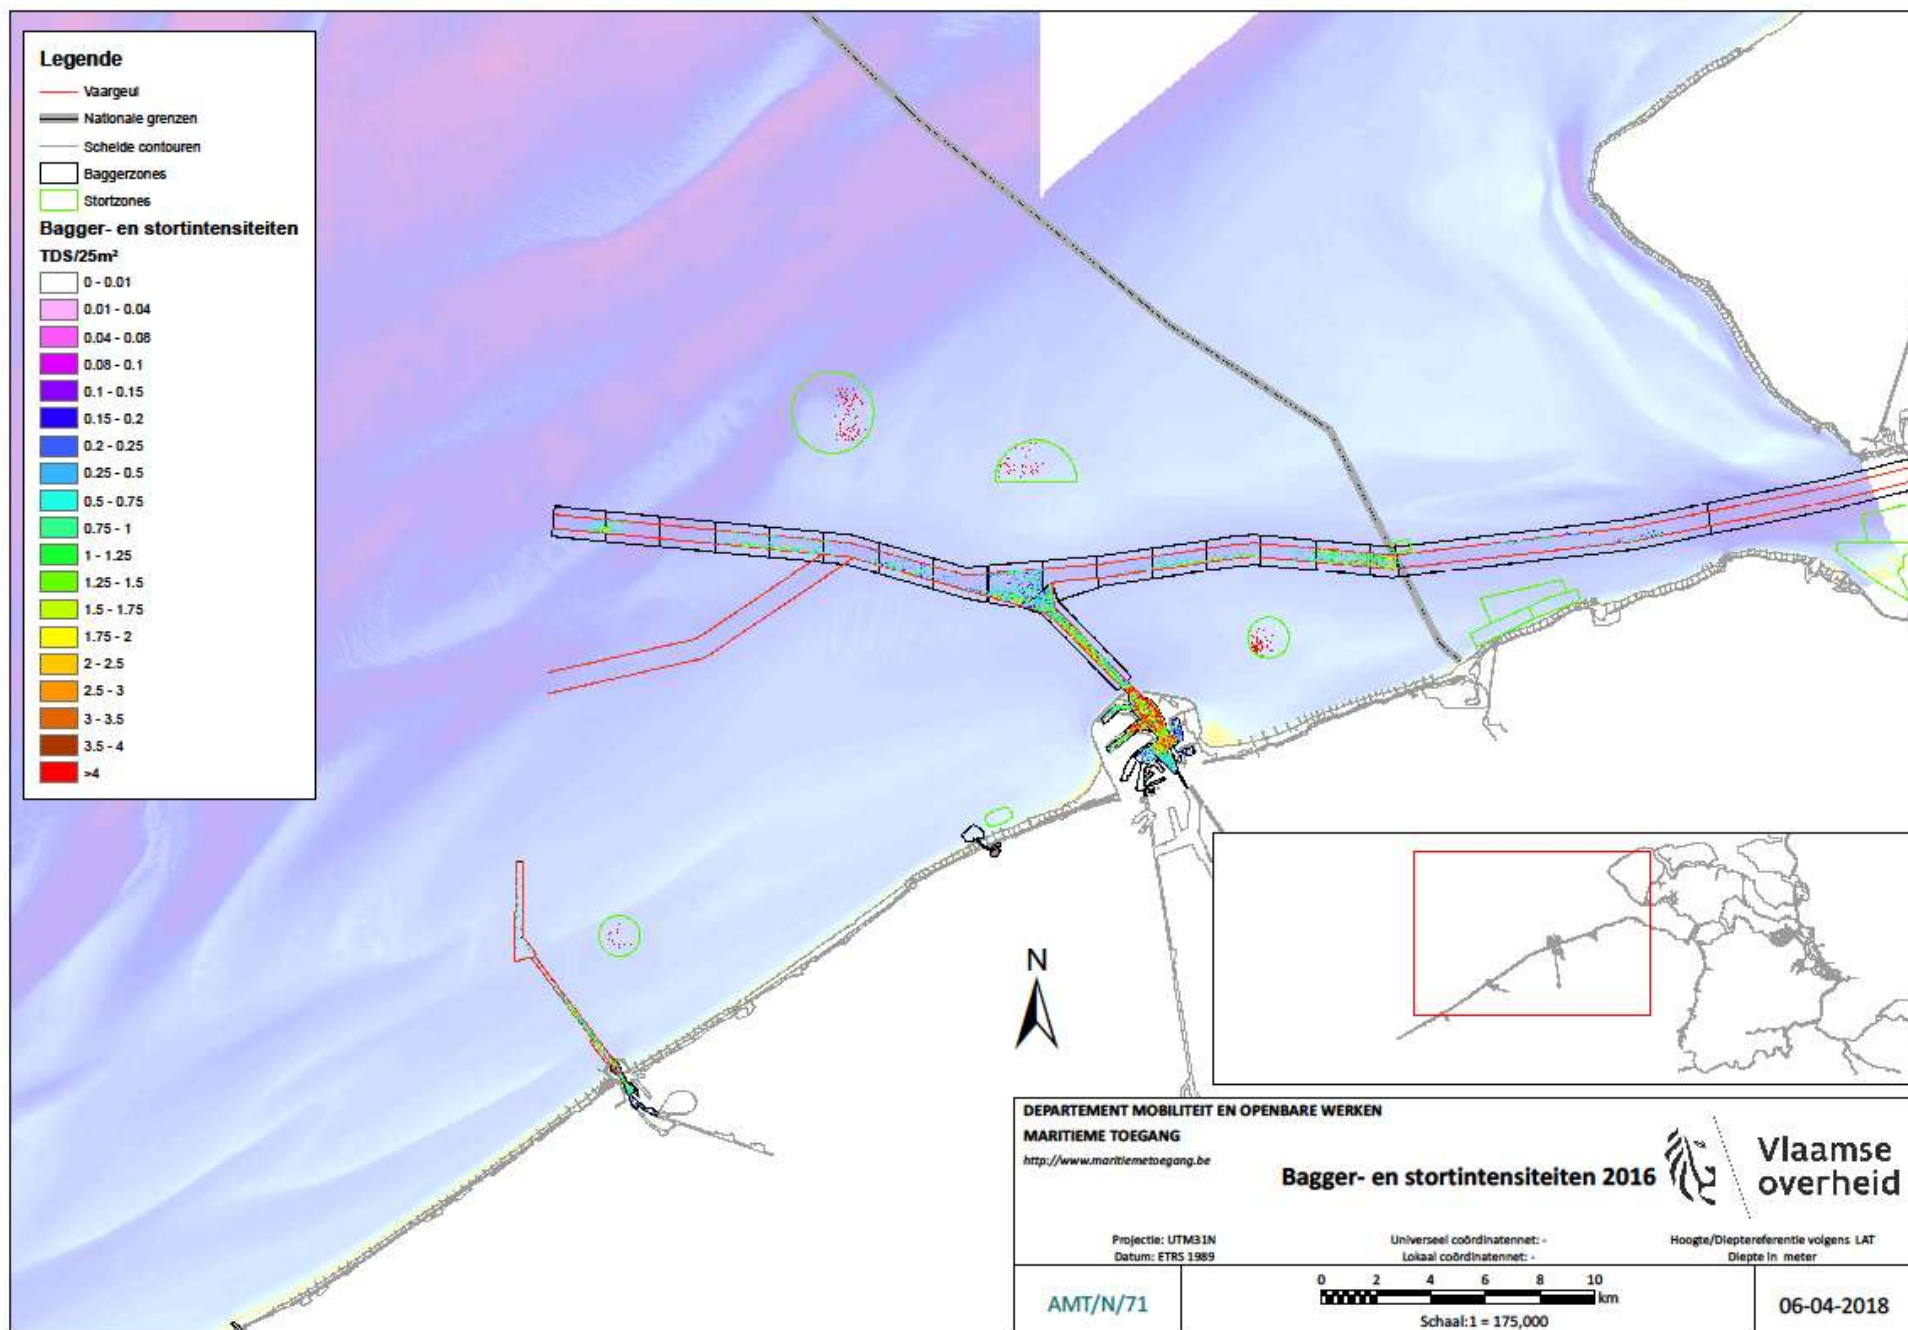 Legende
Vaargeul
Nationale grenzen
Schelde contouren
Baggerzones
Stortzones
Bagger- en stortintensiteiten
TDS/25m²
0 - 0.01
0.01 - 0.04
0.04 - 0.08
0.08 - 0.1
0.1 - 0.15
0.15 - 0.2
0.2 - 0.25
0.25 - 0.5
0.5 - 0.75
0.75 - 1
1 - 1.25
1.25 - 1.5
1.5 - 1.75
1.75 - 2
2 - 2.5
2.5 - 3
3 - 3.5
3.5 - 4
>4
N
DEPARTEMENT MOBILITEIT EN OPENBARE WERKEN
MARITIEME TOEGANG
http://www.maritiemetoegang.be
Bagger- en stortintensiteiten 2016
Vlaamse
overheid
Projectie: UTM31N
Datum: ETRS 1989
Universeel coördinatennet: -
Lokaal coördinatennet: -
Hoogte/Dieptereferentie volgens LAT
Diepte in meter
AMT/N/71
0 2 4 6 8 10
km
Schaal:1 = 175,000
06-04-2018